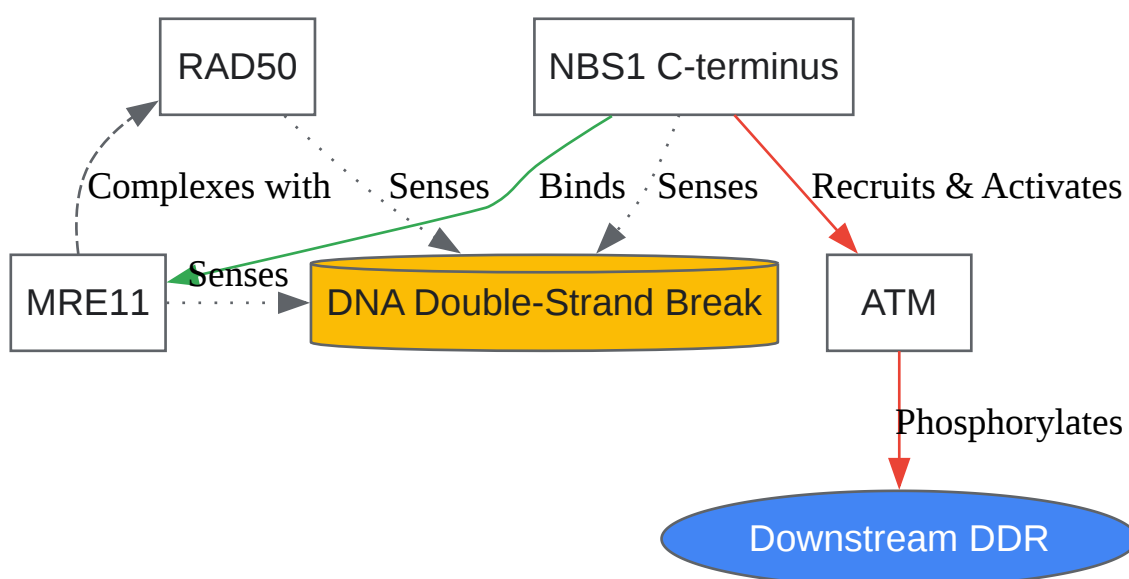 RAD50
NBS1 C-terminus
Complexes with
Senses
Binds
Senses
Recruits & Activates
Senses
MRE11
DNA Double-Strand Break
ATM
Phosphorylates
Downstream DDR